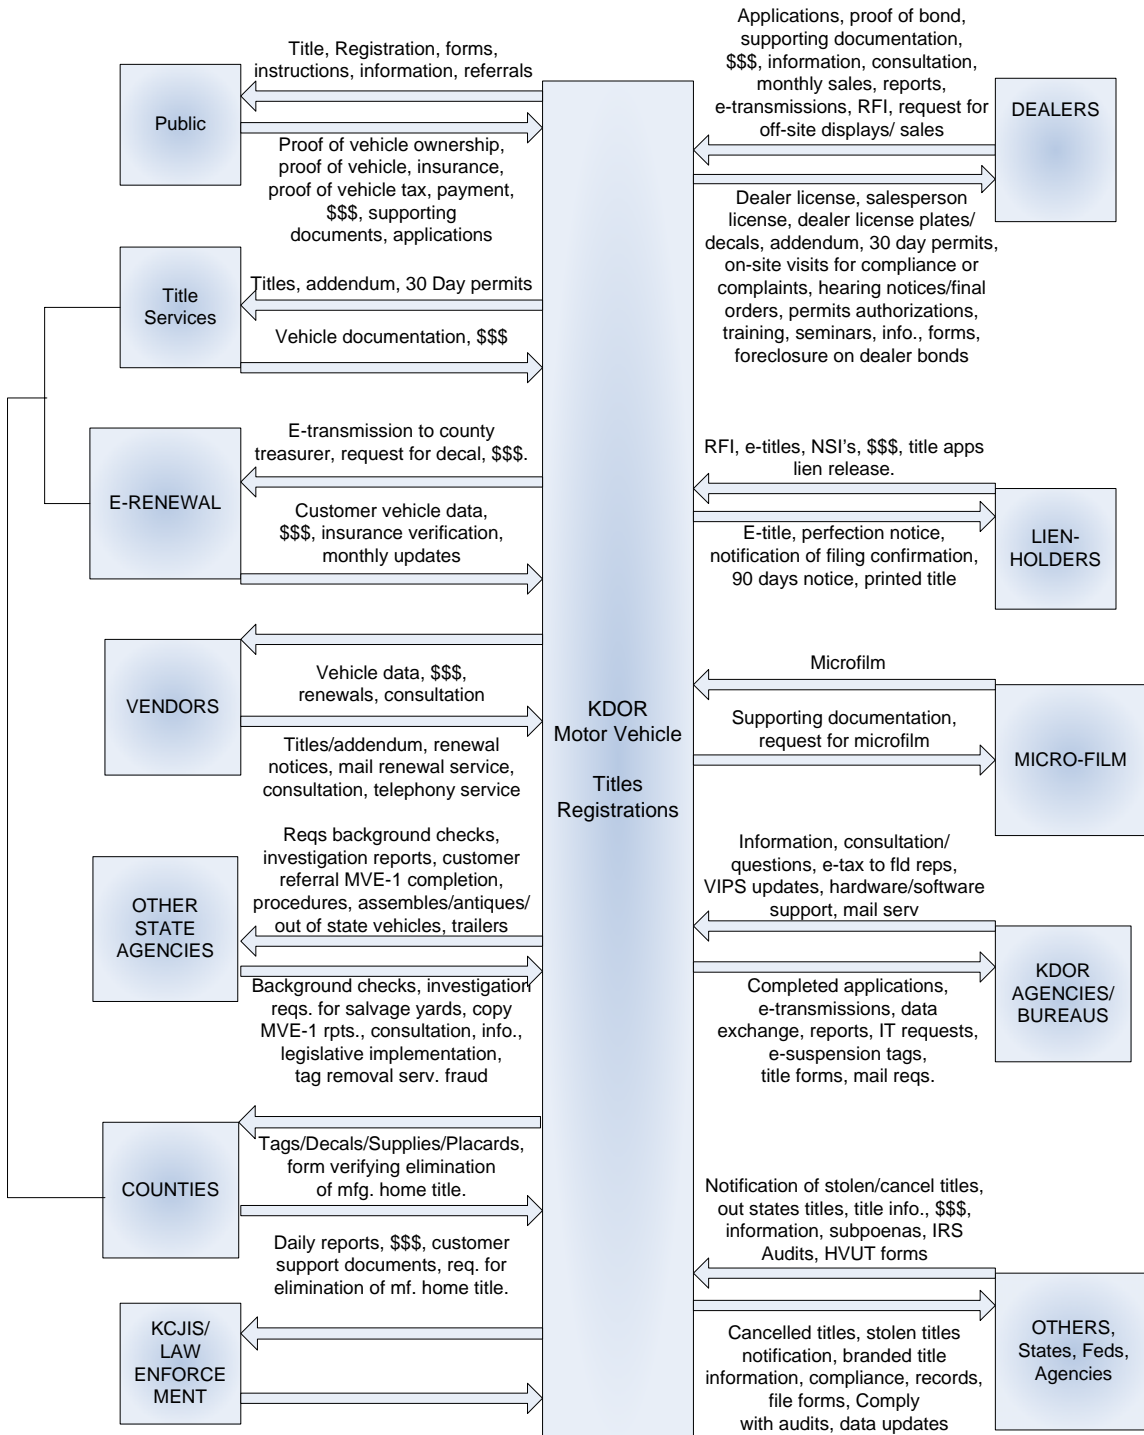 Title, Registration, forms,
instructions, information, referrals
Public
Proof of vehicle ownership,
proof of vehicle, insurance,
proof of vehicle tax, payment,
$$$, supporting
documents, applications
Titles, addendum, 30 Day permits
Title
Services
Vehicle documentation, $$$
E-transmission to county
treasurer, request for decal, $$$.
E-RENEWAL
Customer vehicle data,
$$$, insurance verification,
monthly updates
Vehicle data, $$$,
renewals, consultation
VENDORS
Titles/addendum, renewal
notices, mail renewal service,
consultation, telephony service
Reqs background checks,
investigation reports, customer
referral MVE-1 completion,
procedures, assembles/antiques/
out of state vehicles, trailers
OTHER
STATE
AGENCIES
Background checks, investigation
reqs. for salvage yards, copy
MVE-1 rpts., consultation, info.,
legislative implementation,
tag removal serv. fraud
Tags/Decals/Supplies/Placards,
form verifying elimination
of mfg. home title.
COUNTIES
Daily reports, $$$, customer
support documents, req. for
elimination of mf. home title.
KCJIS/
LAW
ENFORCE
MENT
KDOR
Motor Vehicle
Titles
Registrations
Applications, proof of bond,
supporting documentation,
$$$, information, consultation,
monthly sales, reports,
e-transmissions, RFI, request for
off-site displays/ sales
DEALERS
Dealer license, salesperson
license, dealer license plates/
decals, addendum, 30 day permits,
on-site visits for compliance or
complaints, hearing notices/final
orders, permits authorizations,
training, seminars, info., forms,
foreclosure on dealer bonds
RFI, e-titles, NSI's, $$$, title apps
lien release.
LIEN-
HOLDERS
E-title, perfection notice,
notification of filing confirmation,
90 days notice, printed title
Microfilm
Supporting documentation,
request for microfilm
MICRO-FILM
Information, consultation/
questions, e-tax to fld reps,
VIPS updates, hardware/software
support, mail serv
KDOR
AGENCIES/
BUREAUS
Completed applications,
e-transmissions, data
exchange, reports, IT requests,
e-suspension tags,
title forms, mail reqs.
Notification of stolen/cancel titles,
out states titles, title info., $$$,
information, subpoenas, IRS
Audits, HVUT forms
OTHERS,
States, Feds,
Agencies
Cancelled titles, stolen titles
notification, branded title
information, compliance, records,
file forms, Comply
with audits, data updates